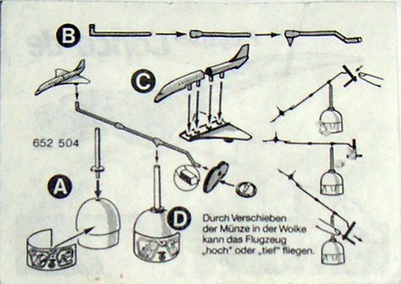 B
C
652 504
A
D
Durch Verschieben
der Münze in der Wolke
kann das Flugzeug
„hoch" oder „tief" fliegen.